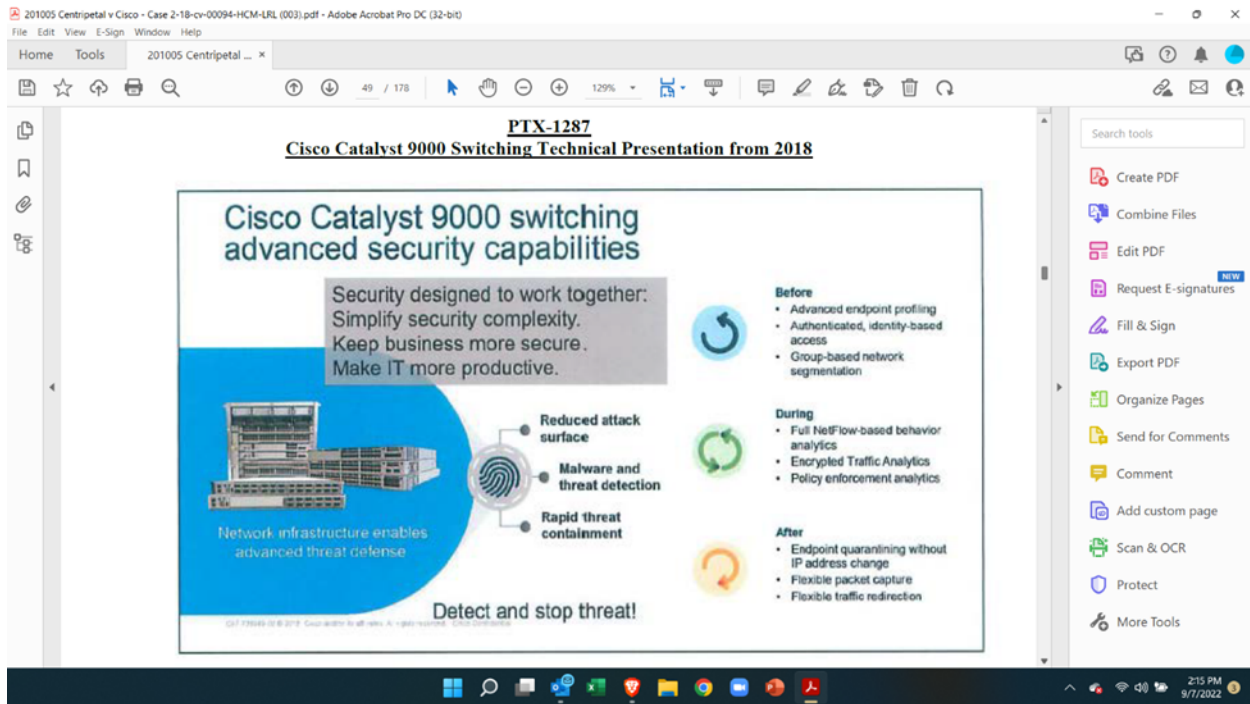 201005 Centripetal v Cisco - Case 2-18-cv-00094-HCM-LRL (003).pdf - Adobe Acrobat Pro DC (32-bit)
File Edit View E-Sign Window Help
Home Tools 201005 Centripetal ... ×
49 / 178 129%
PTX-1287
Cisco Catalyst 9000 Switching Technical Presentation from 2018
Cisco Catalyst 9000 switching
advanced security capabilities
Security designed to work together:
Simplify security complexity.
Keep business more secure.
Make IT more productive.
Reduced attack
surface
Malware and
threat detection
Rapid threat
containment
Network infrastructure enables
advanced threat defense
Detect and stop threat!
Before
• Advanced endpoint profiling
• Authenticated, identity-based
access
• Group-based network
segmentation
During
• Full NetFlow-based behavior
analytics
• Encrypted Traffic Analytics
• Policy enforcement analytics
After
• Endpoint quarantining without
IP address change
• Flexible packet capture
• Flexible traffic redirection
Search tools
Create PDF
Combine Files
Edit PDF
NEW
Request E-signatures
Fill & Sign
Export PDF
Organize Pages
Send for Comments
Comment
Add custom page
Scan & OCR
Protect
More Tools
2:15 PM
9/7/2022
3